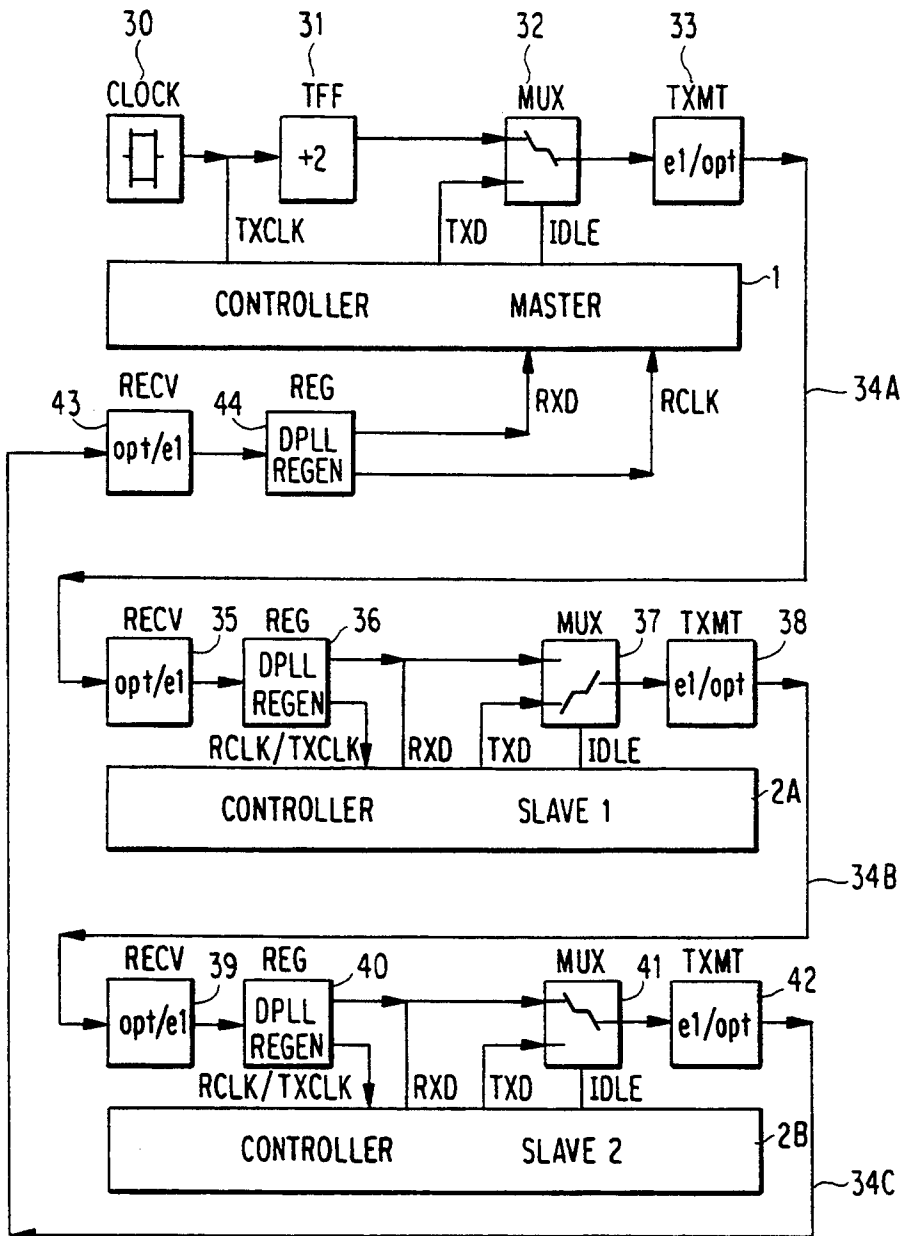 30 31 32 33
CLOCK TFF MUX TXMT
+2 e1/opt
TXCLK TXD IDLE
1
CONTROLLER MASTER
RECV REG
43 44 RXD RCLK 34A
opt/e1 DPLL
REGEN
RECV 35 REG 36 MUX 37 TXMT 38
opt/e1 DPLL e1/opt
REGEN
RCLK/TXCLK RXD TXD IDLE
2A
CONTROLLER SLAVE 1
34B
RECV 39 REG 40 MUX 41 TXMT 42
opt/e1 DPLL e1/opt
REGEN
RCLK/TXCLK RXD TXD IDLE
2B
CONTROLLER SLAVE 2
34C